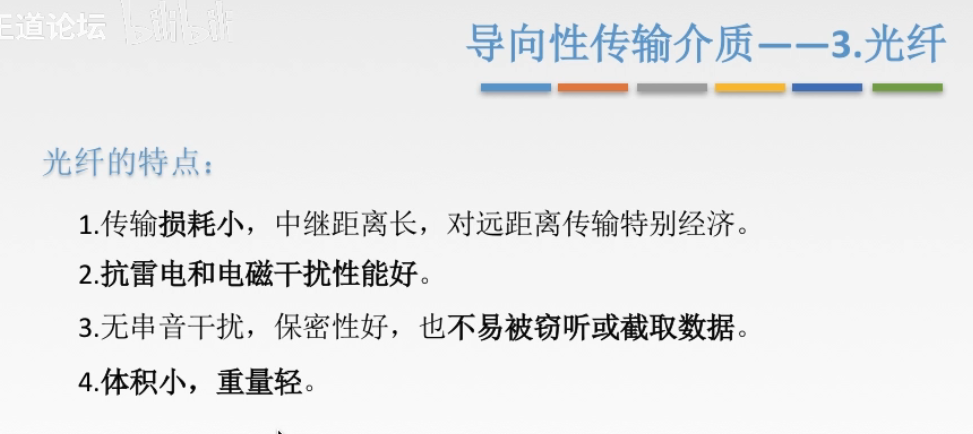 王道论坛 bilibili
导向性传输介质——3.光纤
光纤的特点：
1.传输损耗小，中继距离长，对远距离传输特别经济。
2.抗雷电和电磁干扰性能好。
3.无串音干扰，保密性好，也不易被窃听或截取数据。
4.体积小，重量轻。